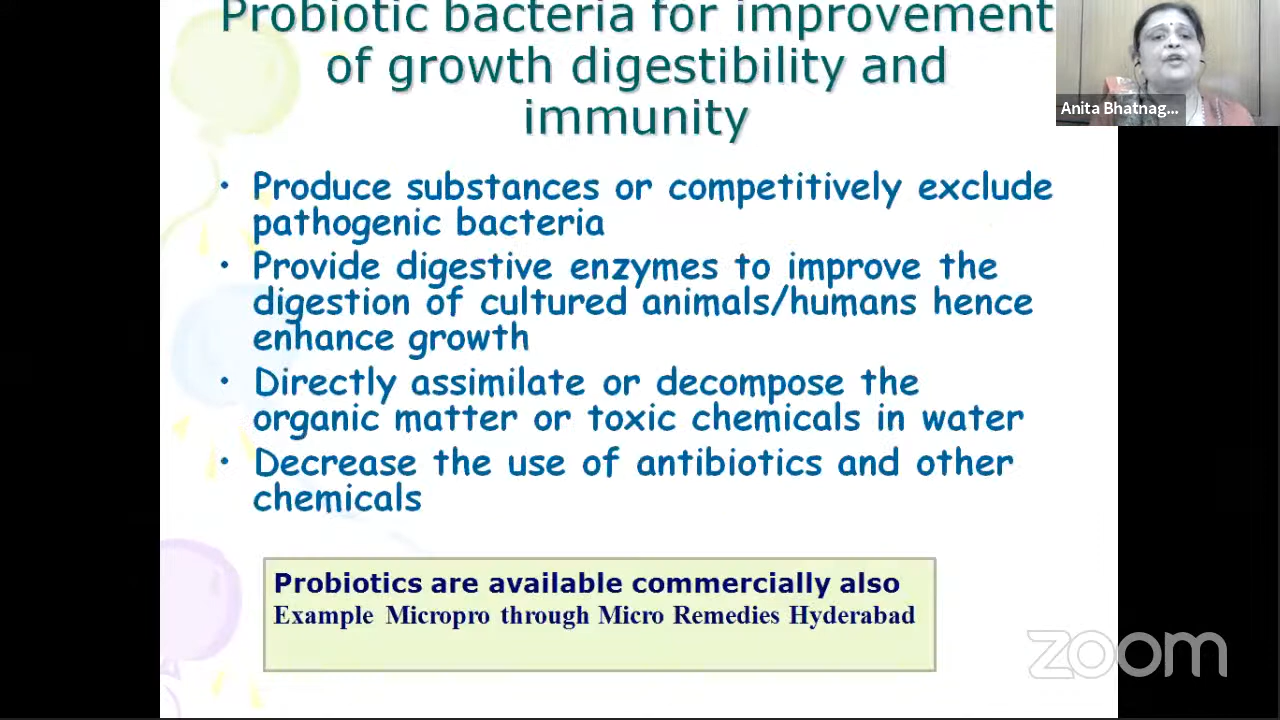 Probiotic bacteria for improvement
of growth digestibility and
immunity
Anita Bhatnag...
• Produce substances or competitively exclude
pathogenic bacteria
• Provide digestive enzymes to improve the
digestion of cultured animals/humans hence
enhance growth
• Directly assimilate or decompose the
organic matter or toxic chemicals in water
• Decrease the use of antibiotics and other
chemicals
Probiotics are available commercially also
Example Micropro through Micro Remedies Hyderabad
zoom